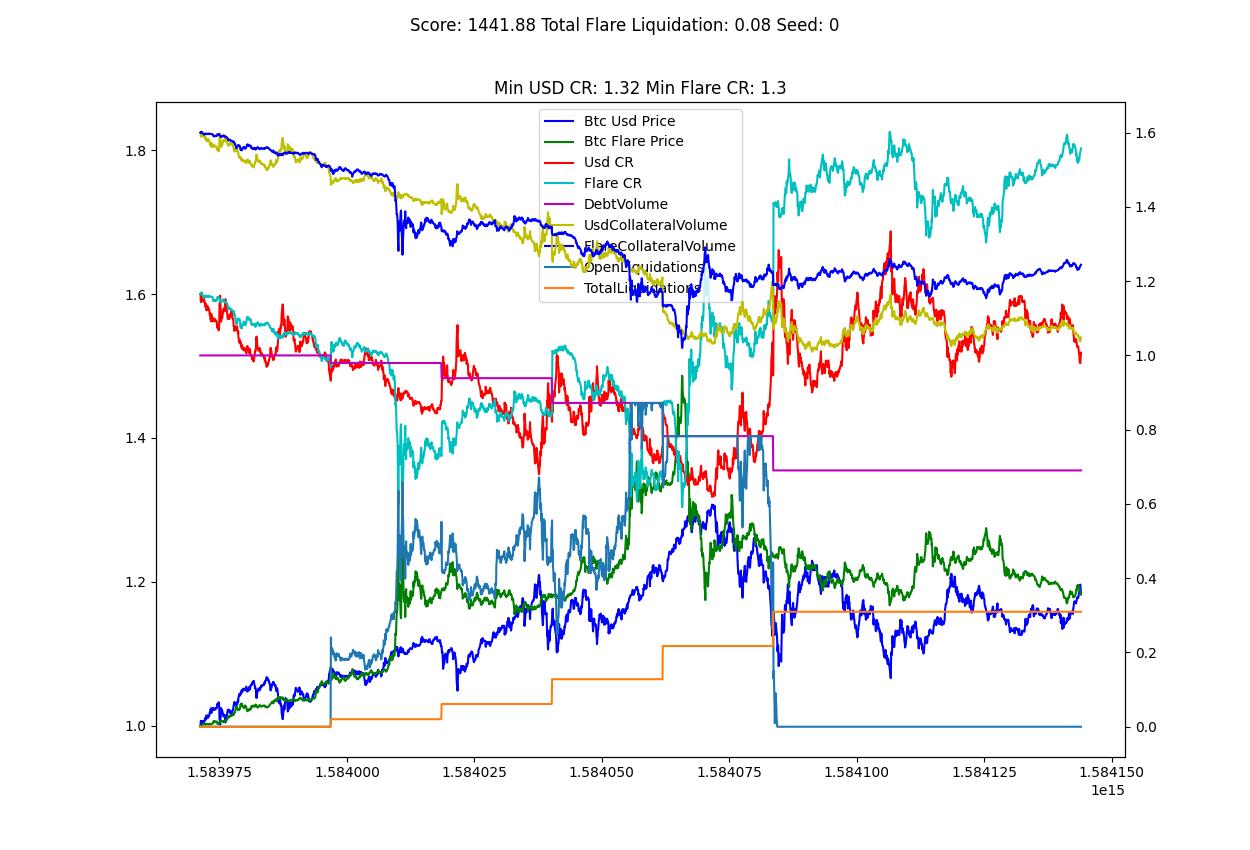 Score: 1441.88 Total Flare Liquidation: 0.08 Seed: 0
Min USD CR: 1.32 Min Flare CR: 1.3
Btc Usd Price
Btc Flare Price
Usd CR
Flare CR
DebtVolume
UsdCollateralVolume
FlareCollateralVolume
OpenLiquidations
TotalLiquidations
1.8
1.6
1.4
1.2
1.0
1.6
1.4
1.2
1.0
0.8
0.6
0.4
0.2
0.0
1.583975 1.584000 1.584025 1.584050 1.584075 1.584100 1.584125 1.584150
1e15